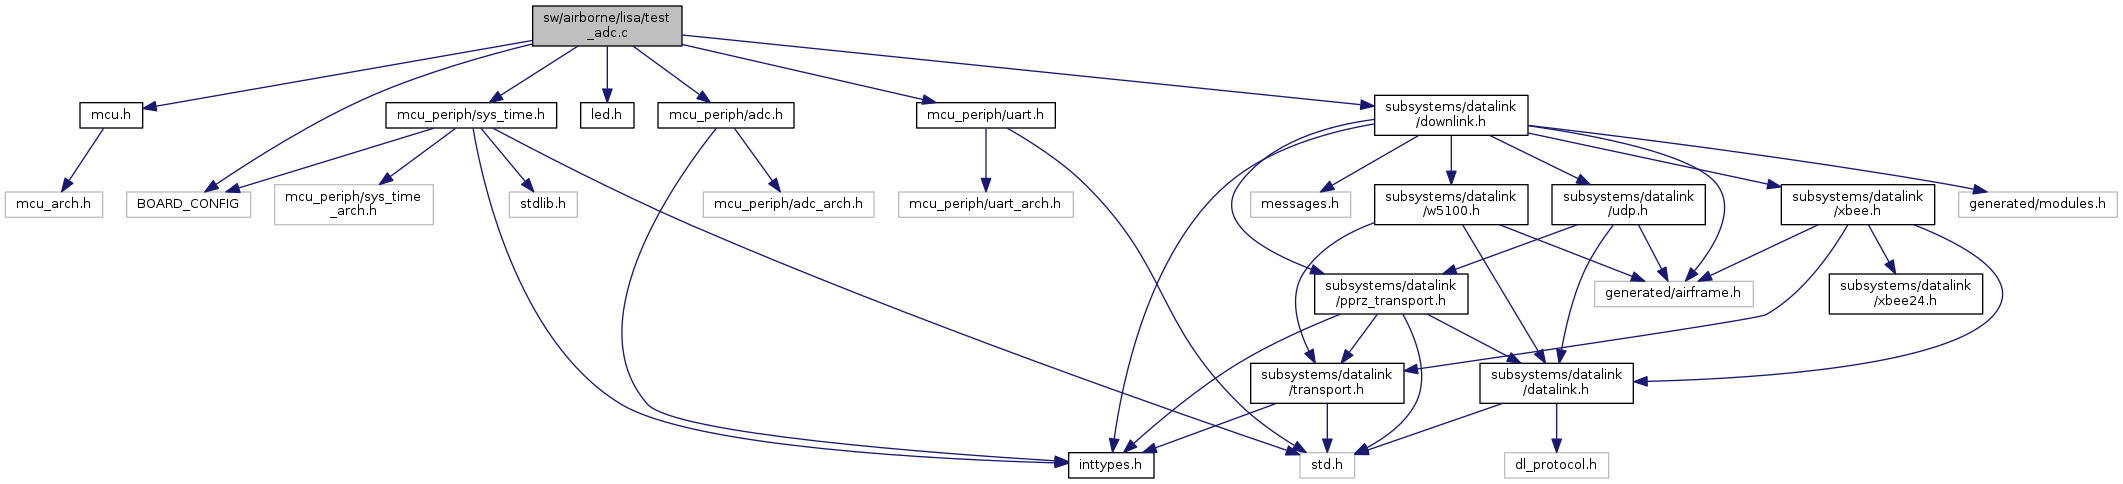 sw/airborne/lisa/test
_adc.c
mcu.h
mcu_periph/sys_time.h
led.h
mcu_periph/adc.h
mcu_periph/uart.h
subsystems/datalink
/downlink.h
mcu_arch.h
BOARD_CONFIG
mcu_periph/sys_time
_arch.h
stdlib.h
mcu_periph/adc_arch.h
mcu_periph/uart_arch.h
messages.h
subsystems/datalink
/w5100.h
subsystems/datalink
/udp.h
subsystems/datalink
/xbee.h
generated/modules.h
subsystems/datalink
/pprz_transport.h
generated/airframe.h
subsystems/datalink
/xbee24.h
subsystems/datalink
/transport.h
subsystems/datalink
/datalink.h
inttypes.h
std.h
dl_protocol.h